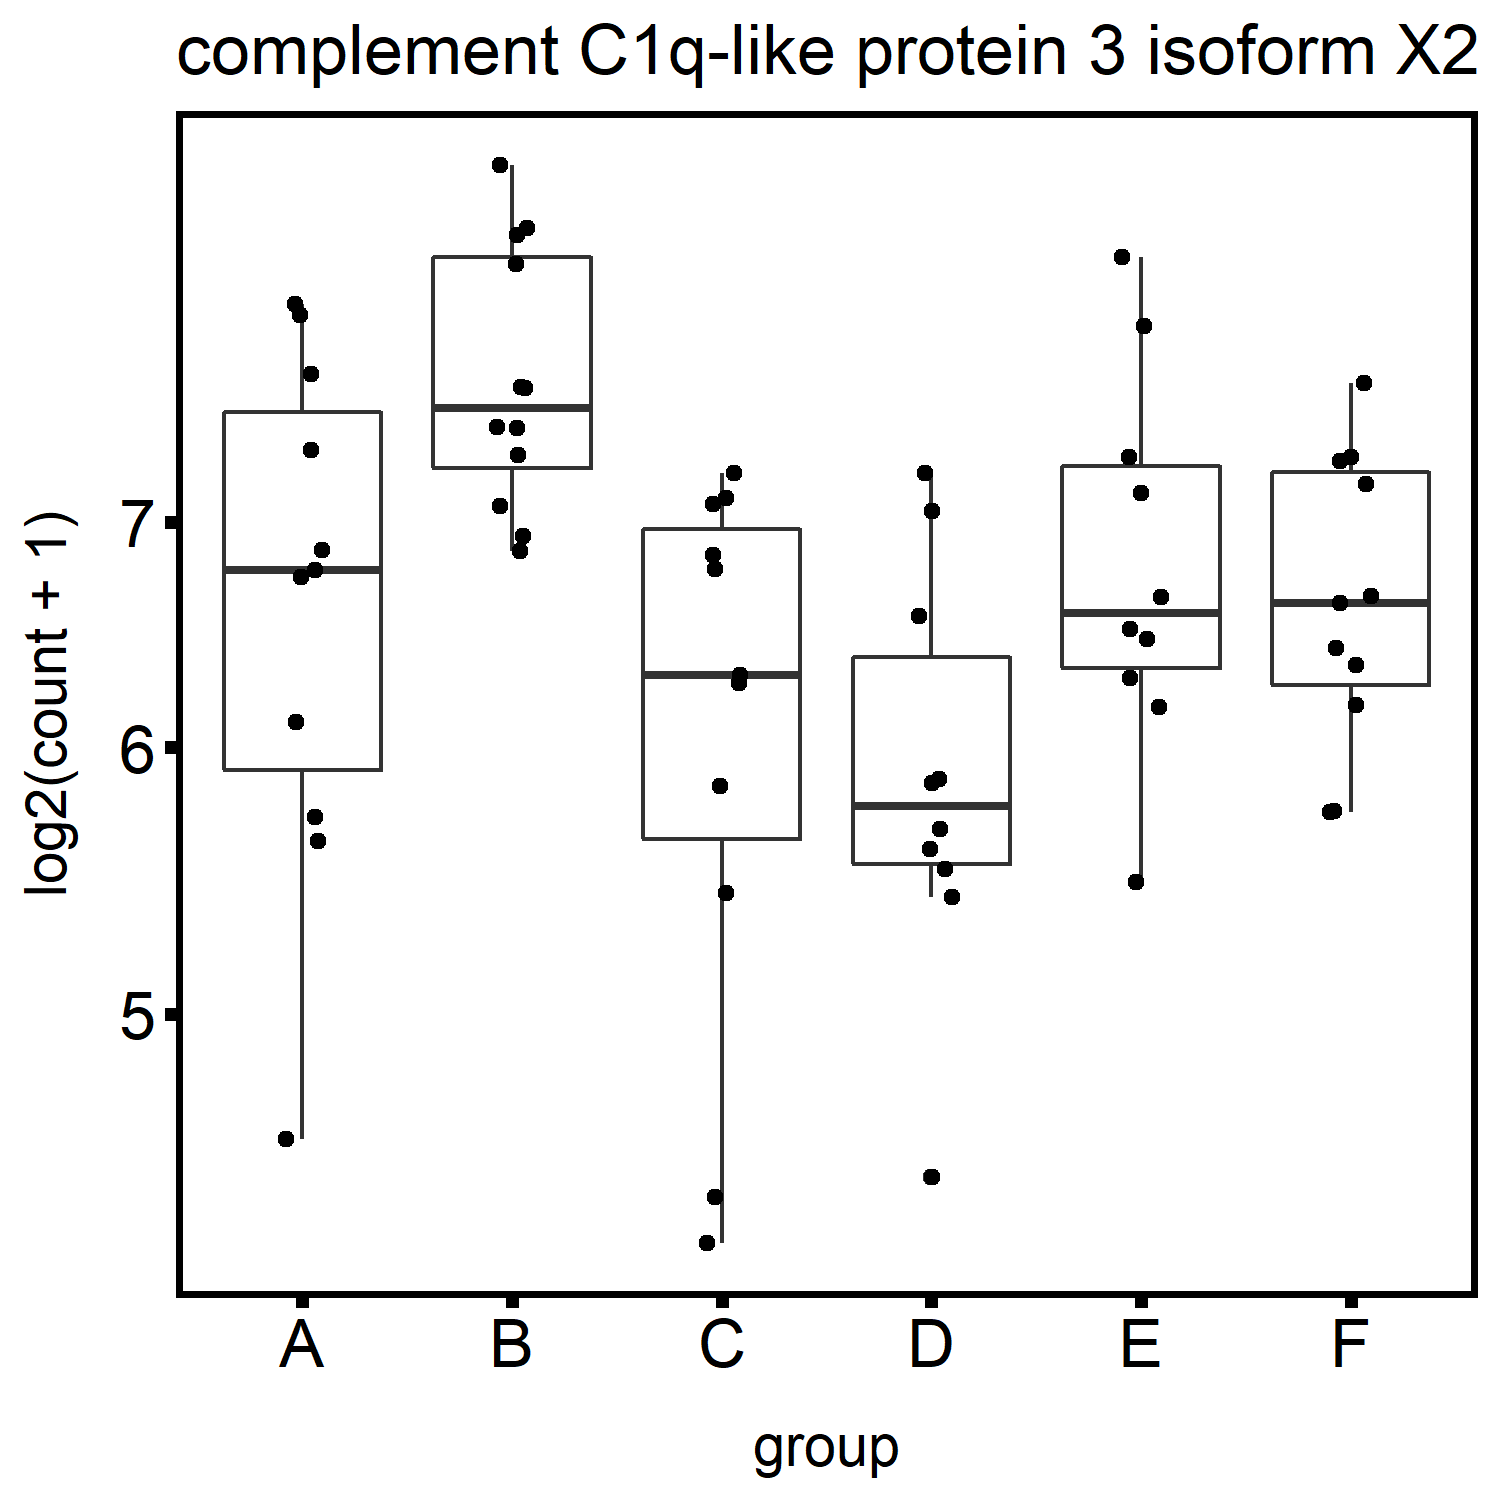 complement C1q-like protein 3 isoform X2
log2(count + 1)
7
6
5
A B C D E F
group